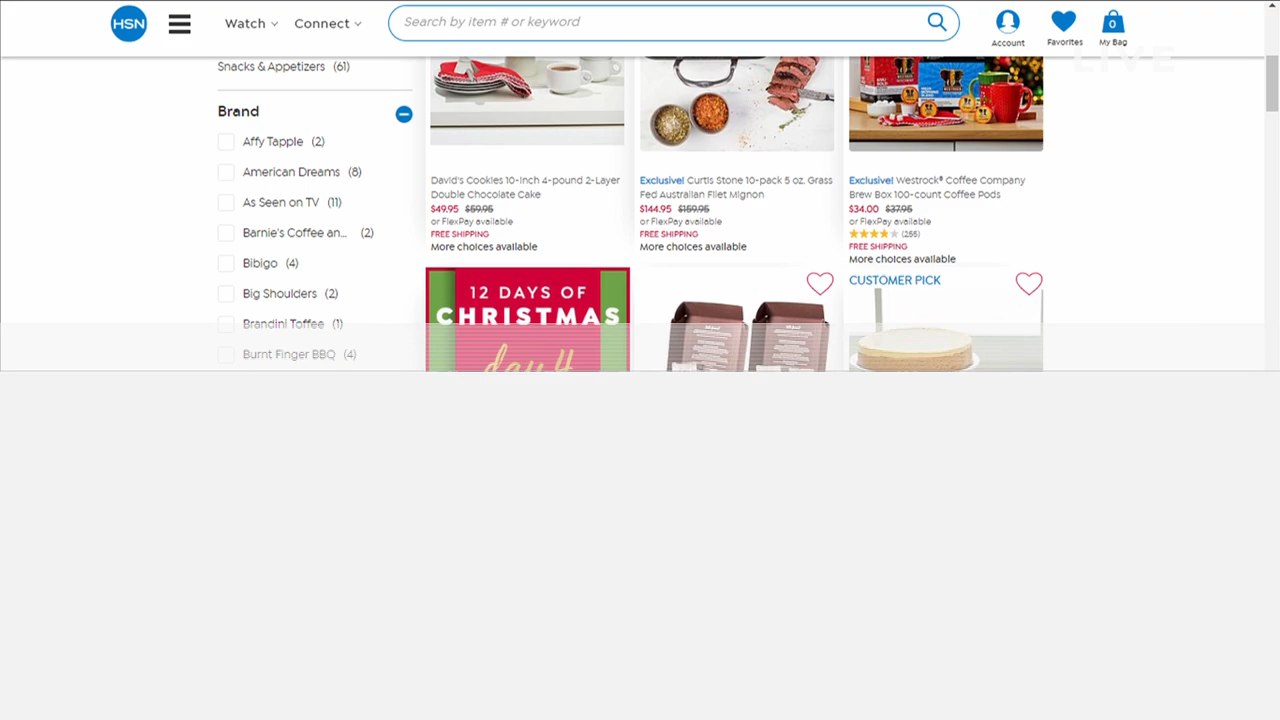 HSN
Watch
Connect
Search by item # or keyword
Account
Favorites
0
My Bag
LIVE
Snacks & Appetizers (61)
Brand
Affy Tapple (2)
American Dreams (8)
As Seen on TV (11)
Barnie's Coffee an... (2)
Bibigo (4)
Big Shoulders (2)
Brandini Toffee (1)
Burnt Finger BBQ (4)
David's Cookies 10-inch 4-pound 2-Layer
Double Chocolate Cake
$49.95 $59.95
or FlexPay available
FREE SHIPPING
More choices available
Exclusive! Curtis Stone 10-pack 5 oz. Grass
Fed Australian Filet Mignon
$144.95 $159.95
or FlexPay available
FREE SHIPPING
More choices available
Exclusive! Westrock® Coffee Company
Brew Box 100-count Coffee Pods
$34.00 $37.95
or FlexPay available
(255)
FREE SHIPPING
More choices available
12 DAYS OF
CHRISTMAS
day 4
CUSTOMER PICK